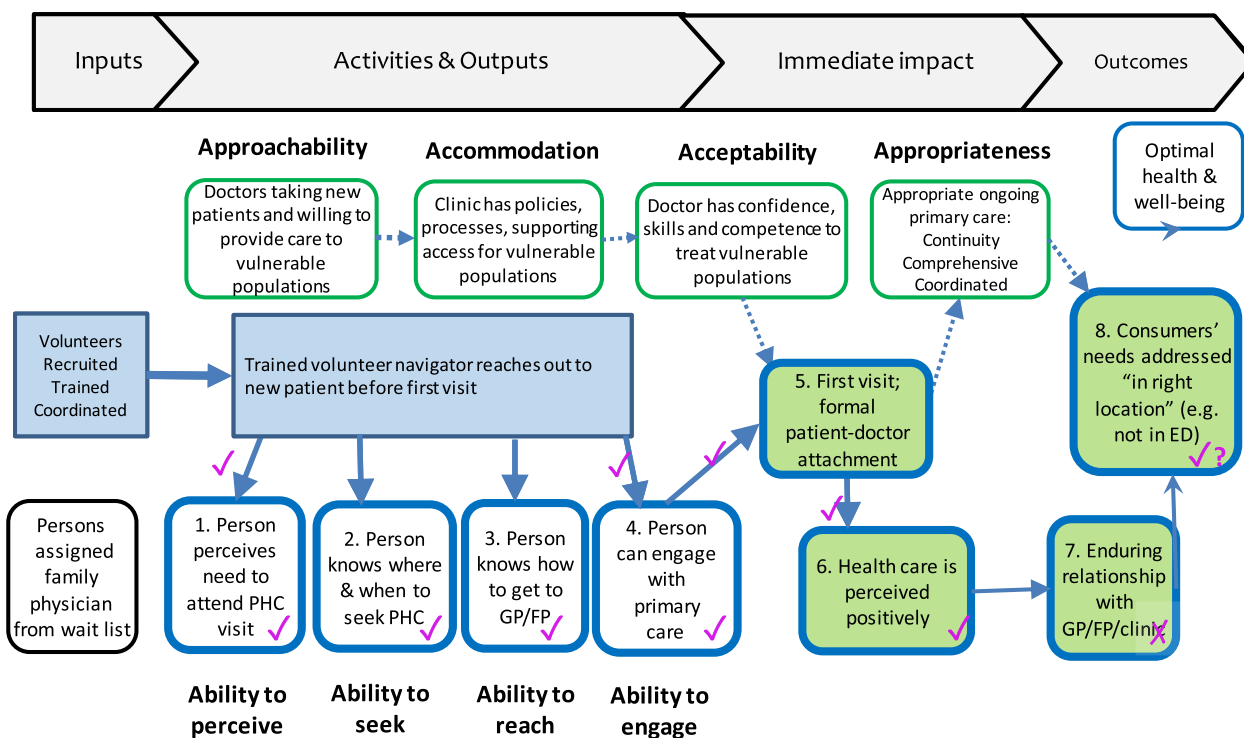 Inputs
Activities & Outputs
Immediate impact
Outcomes
Approachability
Accommodation
Acceptability
Appropriateness
Optimal
health &
well-being
Doctors taking new
patients and willing to
provide care to
vulnerable
populations
Clinic has policies,
processes, supporting
access for vulnerable
populations
Doctor has confidence,
skills and competence to
treat vulnerable
populations
Appropriate ongoing
primary care:
Continuity
Comprehensive
Coordinated
Volunteers
Recruited
Trained
Coordinated
Trained volunteer navigator reaches out to
new patient before first visit
5. First visit;
formal
patient-doctor
attachment
8. Consumers’
needs addressed
“in right
location” (e.g.
not in ED)
?
Persons
assigned
family
physician
from wait list
1. Person
perceives
need to
attend PHC
visit
2. Person
knows where
& when to
seek PHC
3. Person
knows how
to get to
GP/FP
4. Person
can engage
with
primary
care
6. Health care is
perceived
positively
7. Enduring
relationship
with
GP/FP/clinic
Ability to
perceive
Ability to
seek
Ability to
reach
Ability to
engage